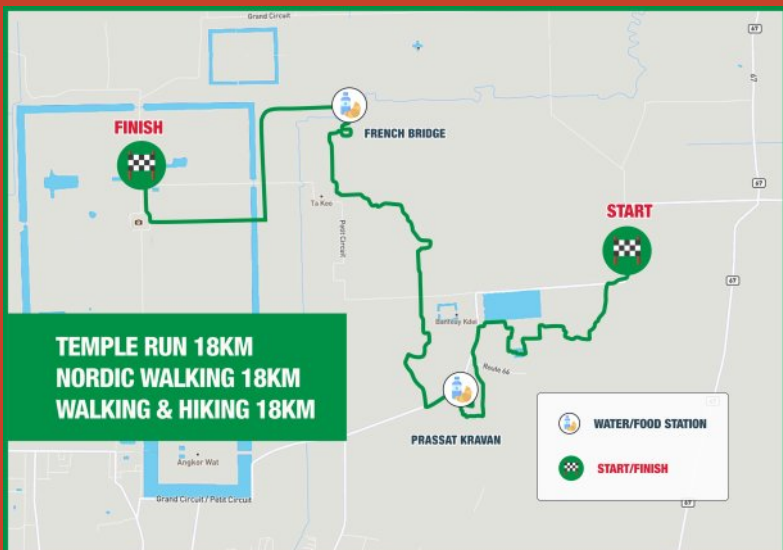 Grand Circuit
67
FINISH
FRENCH BRIDGE
67
67
Ta Keo
Petit Circuit
START
67
Banteay Kdei
Route 66
TEMPLE RUN 18KM
NORDIC WALKING 18KM
WALKING & HIKING 18KM
PRASSAT KRAVAN
WATER/FOOD STATION
START/FINISH
Angkor Wat
Grand Circuit / Petit Circuit
67